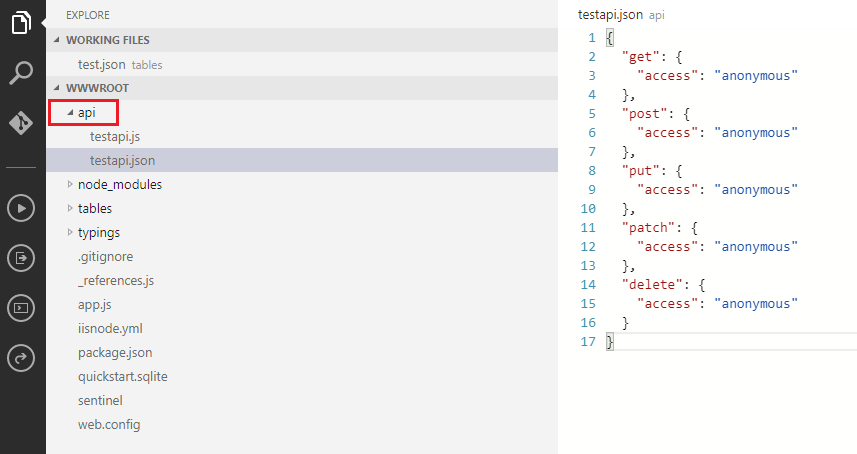 EXPLORE
WORKING FILES
test.json tables
WWWROOT
api
testapi.js
testapi.json
node_modules
tables
typings
.gitignore
_references.js
app.js
iisnode.yml
package.json
quickstart.sqlite
sentinel
web.config
testapi.json api
1 {
2 "get": {
3 "access": "anonymous"
4 },
5 "post": {
6 "access": "anonymous"
7 },
8 "put": {
9 "access": "anonymous"
10 },
11 "patch": {
12 "access": "anonymous"
13 },
14 "delete": {
15 "access": "anonymous"
16 }
17 }